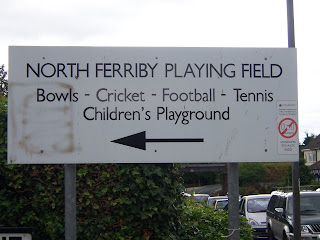 NORTH FERRIBY PLAYING FIELD
Bowls - Cricket - Football - Tennis
Children's Playground